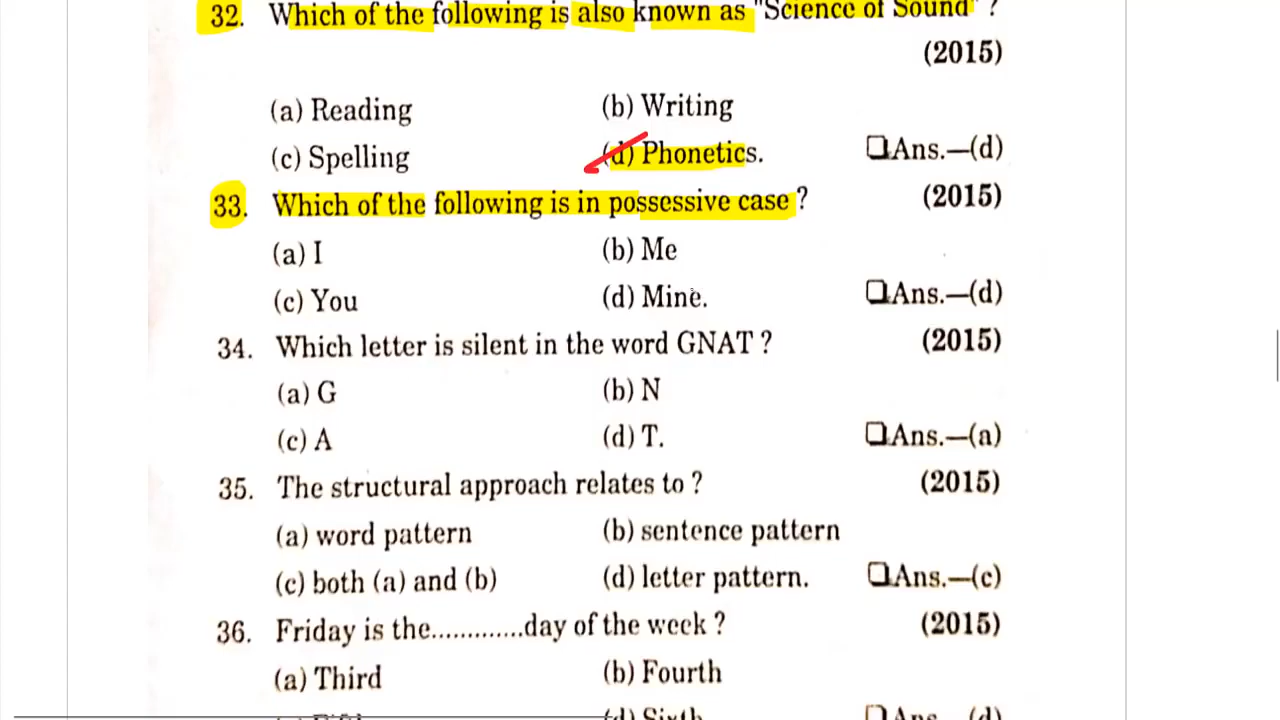 32. Which of the following is also known as "Science of Sound" ?
(2015)
(a) Reading (b) Writing
(c) Spelling (d) Phonetics. ❑Ans.—(d)
33. Which of the following is in possessive case ? (2015)
(a) I (b) Me
(c) You (d) Mine. ❑Ans.—(d)
34. Which letter is silent in the word GNAT ? (2015)
(a) G (b) N
(c) A (d) T. ❑Ans.—(a)
35. The structural approach relates to ? (2015)
(a) word pattern (b) sentence pattern
(c) both (a) and (b) (d) letter pattern. ❑Ans.—(c)
36. Friday is the.............day of the week ? (2015)
(a) Third (b) Fourth
(d) Sixth ❑Ans.—(d)